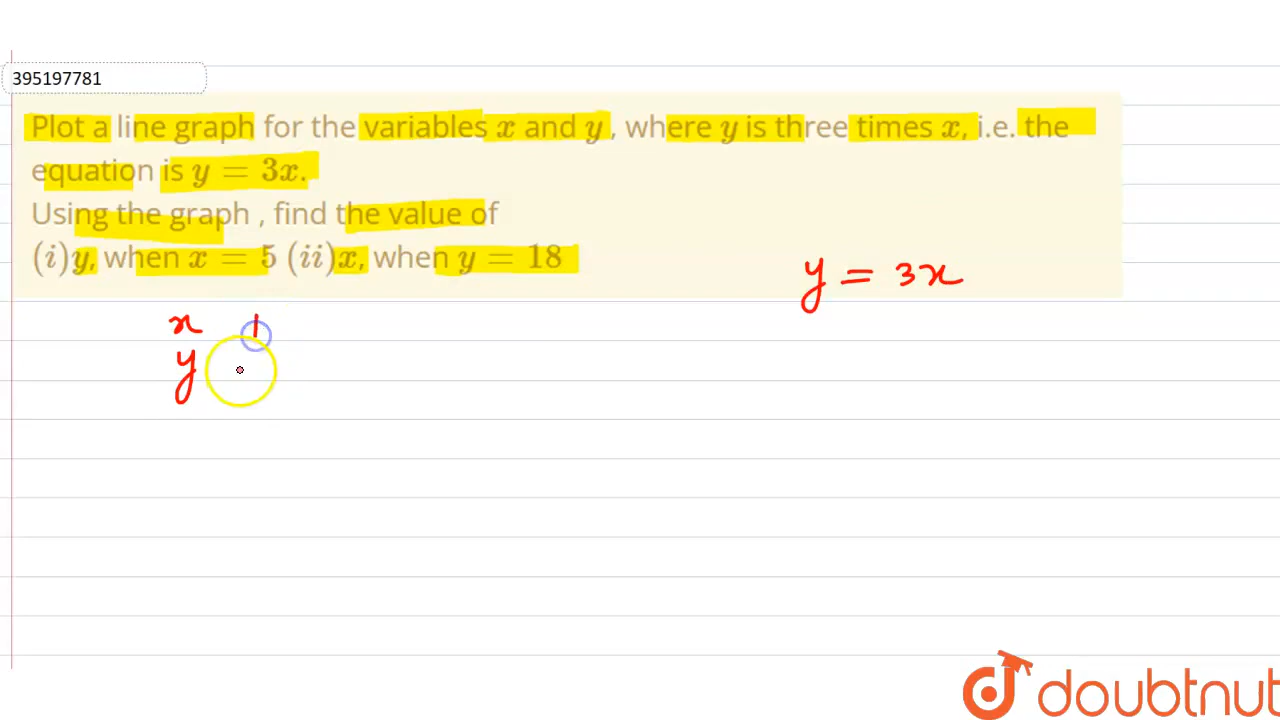 395197781
Plot a line graph for the variables x and y, where y is three times x, i.e. the
equation is y = 3x.
Using the graph , find the value of
(i)y, when x = 5 (ii)x, when y = 18
y = 3x
x 1
y
doubtnut